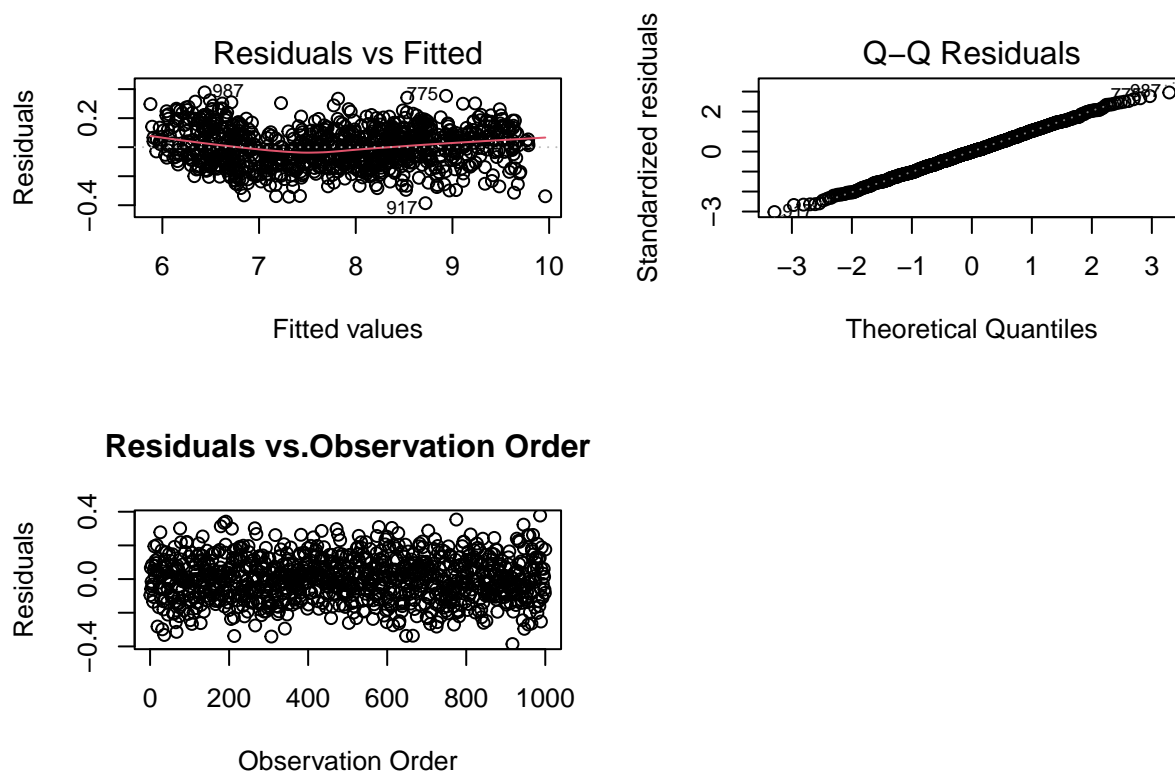 Residuals vs Fitted
Residuals
0.2
−0.4
987
775
917
6 7 8 9 10
Fitted values
Q−Q Residuals
Standardized residuals
2
0
−3
987
917
−3 −2 −1 0 1 2 3
Theoretical Quantiles
Residuals vs.Observation Order
Residuals
0.4
0.0
−0.4
0 200 400 600 800 1000
Observation Order